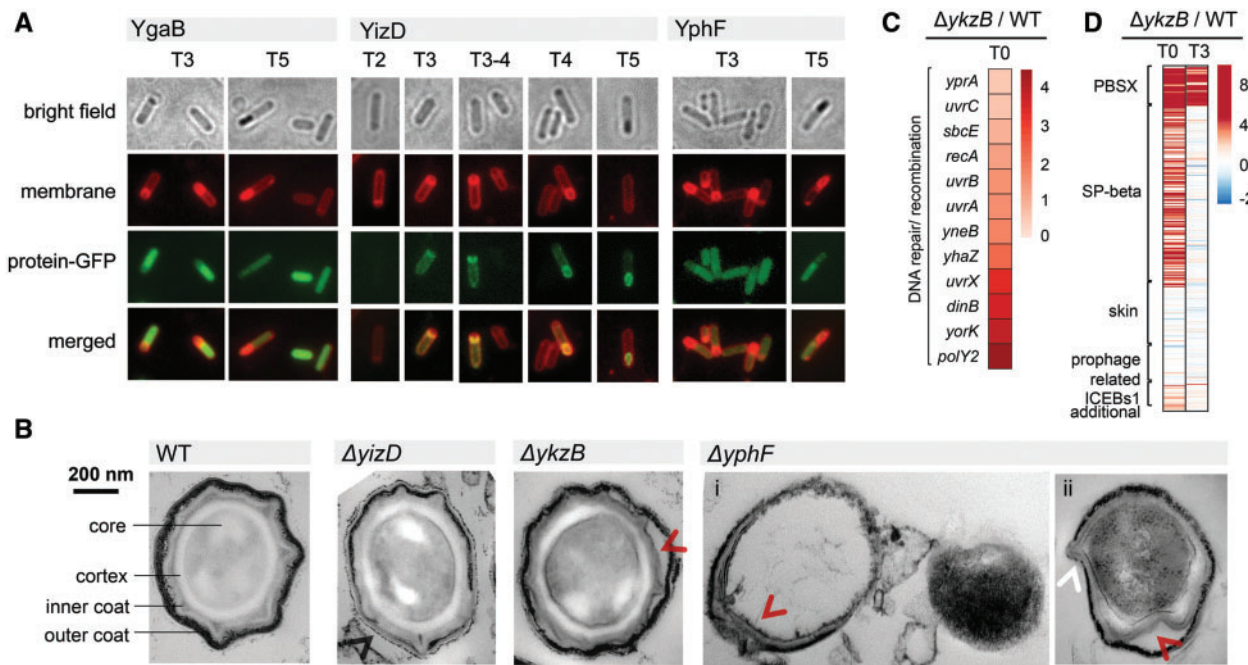 A
YgaB YizD YphF
T3 T5 T2 T3 T3-4 T4 T5 T3 T5
bright field
membrane
protein-GFP
merged
C
ΔykzB / WT
T0
DNA repair/ recombination
yprA
uvrC
sbcE
recA
uvrB
uvrA
yneB
yhaZ
uvrX
dinB
yorK
polY2
4
3
2
1
0
D
ΔykzB / WT
T0 T3
PBSX
SP-beta
skin
prophage
related
ICEBs1
additional
8
4
0
-2
B
WT ΔyizD ΔykzB ΔyphF
200 nm
core
cortex
inner coat
outer coat
i
ii